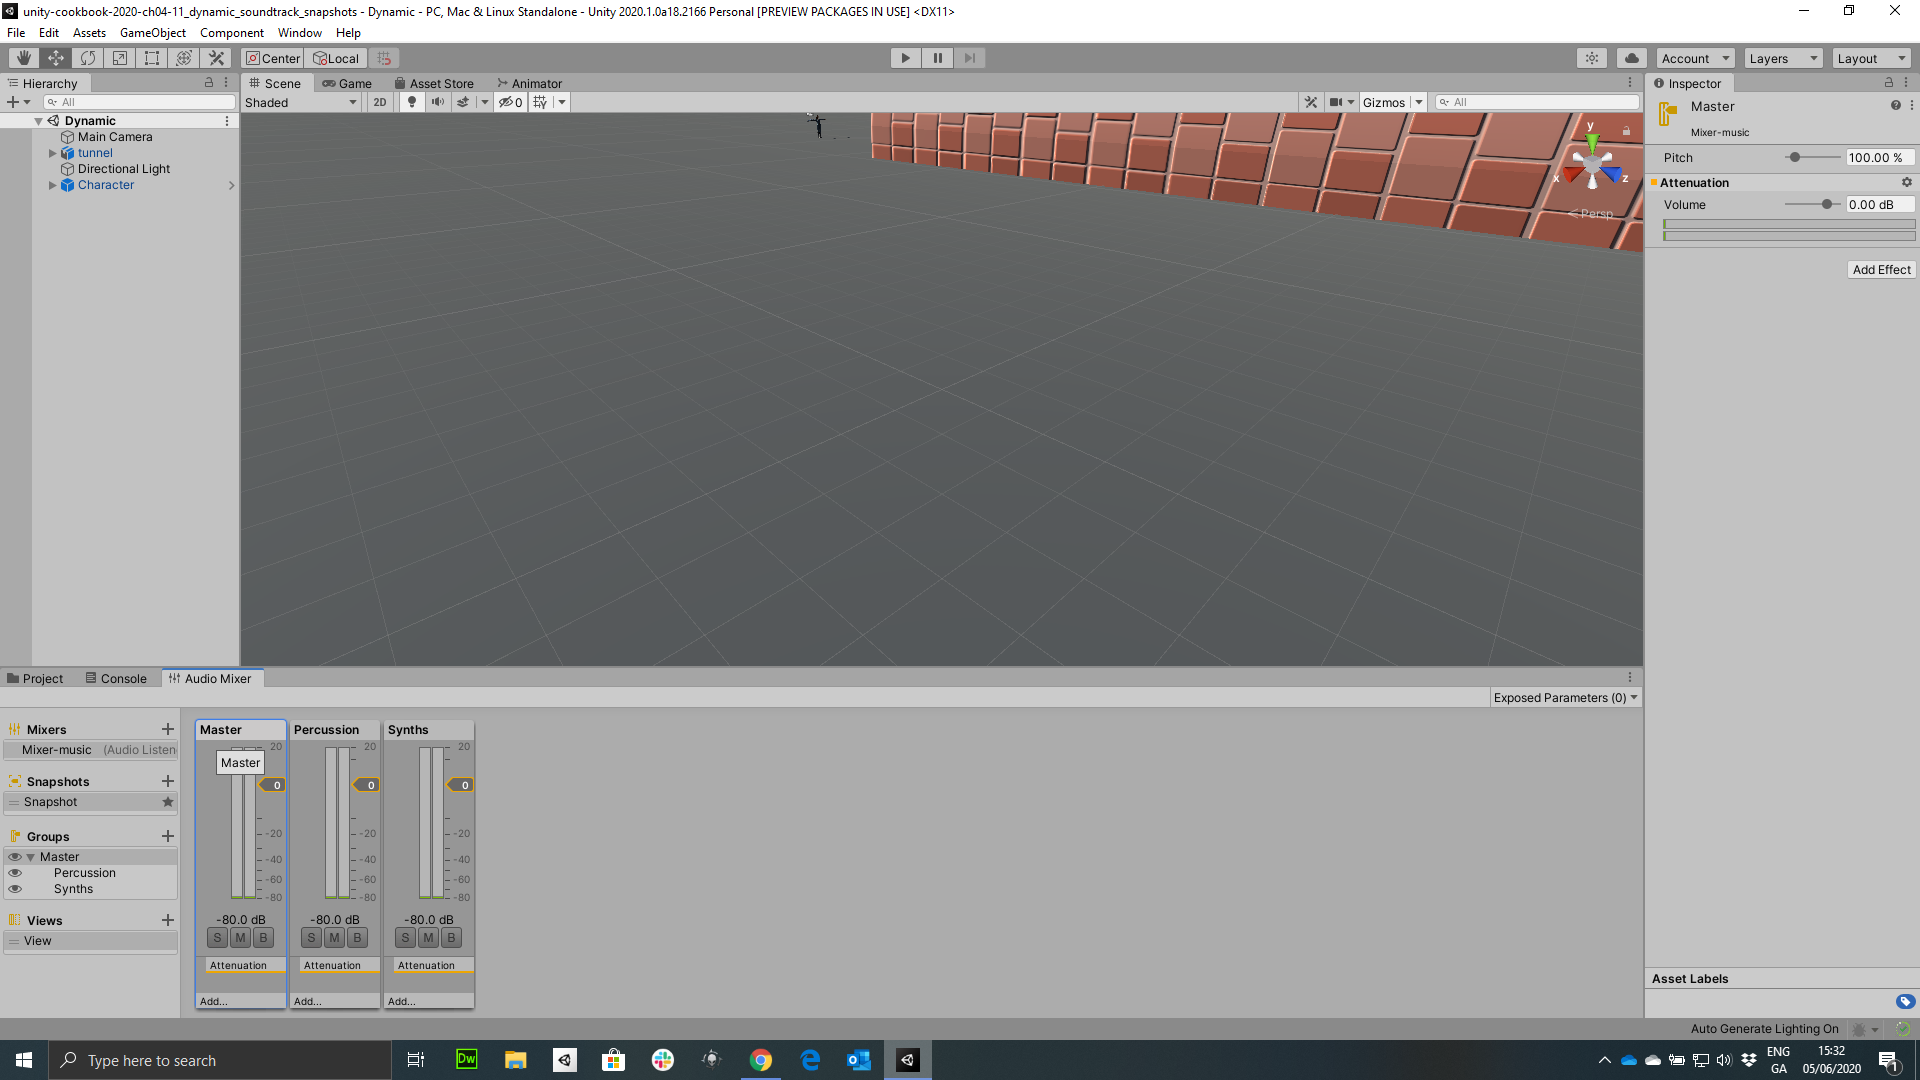 unity-cookbook-2020-ch04-11_dynamic_soundtrack_snapshots - Dynamic - PC, Mac & Linux Standalone - Unity 2020.1.0a18.2166 Personal [PREVIEW PACKAGES IN USE] <DX11>
File Edit Assets GameObject Component Window Help
Center Local Account Layers Layout
Hierarchy
All
Dynamic
Main Camera
tunnel
Directional Light
Character
Scene Game Asset Store Animator
Shaded 2D 0 Gizmos All
y
x z
Persp
Inspector
Master
Mixer-music
Pitch 100.00 %
Attenuation
Volume 0.00 dB
Add Effect
Project Console Audio Mixer
Exposed Parameters (0)
Mixers
Mixer-music (Audio Listen
Snapshots
Snapshot
Groups
Master
Percussion
Synths
Views
View
Master Percussion Synths
Master
20 20 20
0 0 0
-20 -20 -20
-40 -40 -40
-60 -60 -60
-80 -80 -80
-80.0 dB -80.0 dB -80.0 dB
S M B S M B S M B
Attenuation Attenuation Attenuation
Add... Add... Add...
Asset Labels
Auto Generate Lighting On
Type here to search
Dw
ENG
GA
15:32
05/06/2020
1